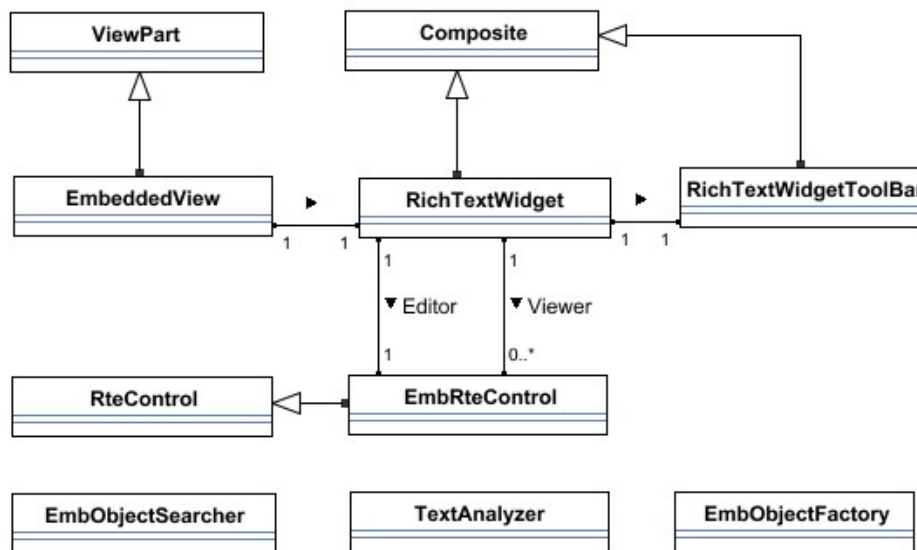 ViewPart
Composite
EmbeddedView
RichTextWidget
RichTextWidgetToolBar
1
1
1
1
1
1
Editor
Viewer
1
0..*
RteControl
EmbRteControl
EmbObjectSearcher
TextAnalyzer
EmbObjectFactory